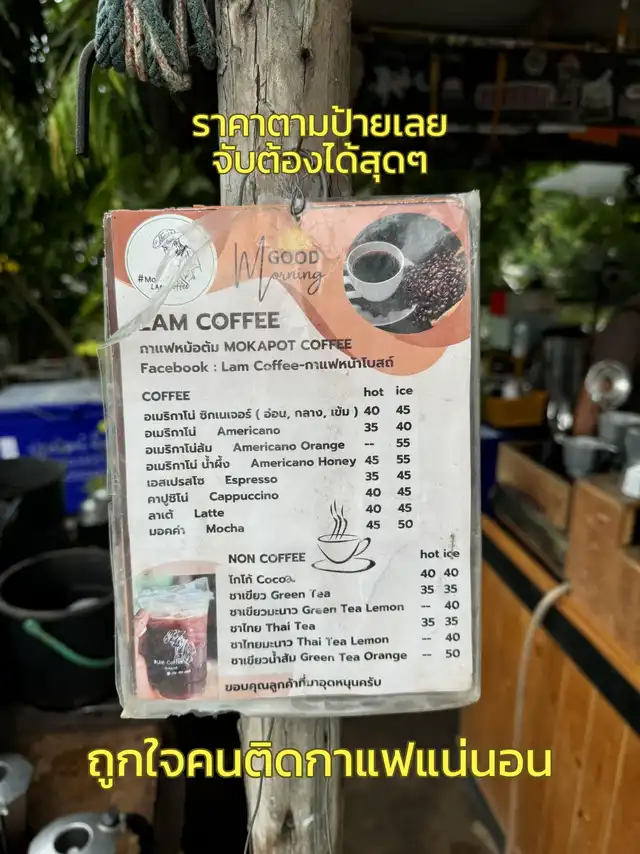 ราคาตามป้ายเลย
จับต้องได้สุดๆ
GOOD
Morning
LAM COFFEE
กาแฟหม้อต้ม MOKAPOT COFFEE
Facebook : Lam Coffee-กาแฟหน้าโบสถ์
COFFEE hot ice
อเมริกาโน่ ซิกเนเจอร์ ( อ่อน, กลาง, เข้ม ) 40 45
อเมริกาโน่ Americano 35 40
อเมริกาโน่ส้ม Americano Orange -- 55
อเมริกาโน่ น้ำผึ้ง Americano Honey 45 55
เอสเปรสโซ Espresso 35 45
คาปูชิโน่ Cappuccino 40 45
ลาเต้ Latte 40 45
มอคค่า Mocha 45 50
NON COFFEE hot ice
โกโก้ Cocoa 40 40
ชาเขียว Green Tea 35 35
ชาเขียวมะนาว Green Tea Lemon -- 40
ชาไทย Thai Tea 35 35
ชาไทยมะนาว Thai Tea Lemon -- 40
ชาเขียวน้ำส้ม Green Tea Orange -- 50
ขอบคุณลูกค้าที่มาอุดหนุนครับ
ถูกใจคนติดกาแฟแน่นอน